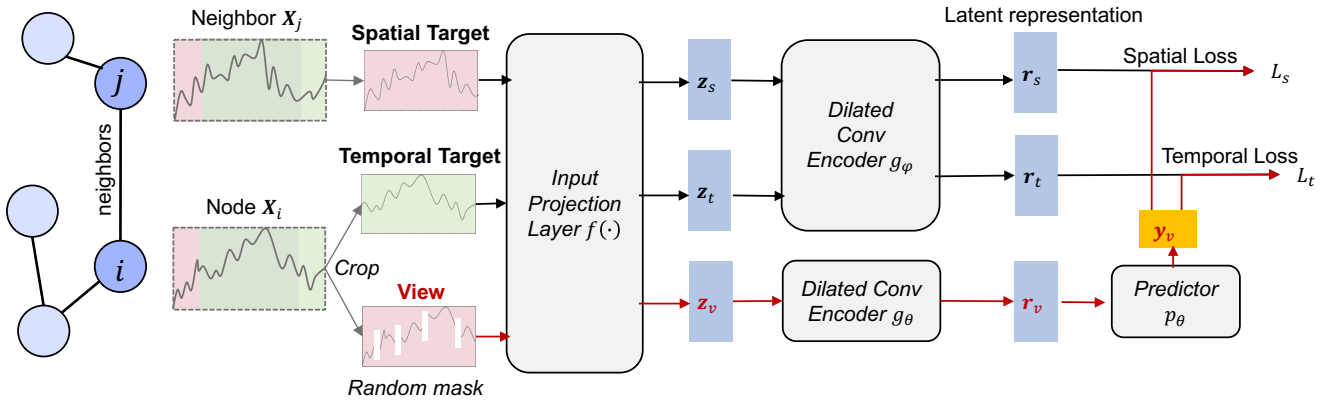 Neighbor X_j
Spatial Target
Latent representation
j
neighbors
i
Node X_i
Temporal Target
Crop
View
Random mask
Input
Projection
Layer f(·)
z_s
z_t
z_v
Dilated
Conv
Encoder g_φ
Dilated Conv
Encoder g_θ
r_s
r_t
r_v
Spatial Loss
L_s
Temporal Loss
L_t
y_v
Predictor
p_θ